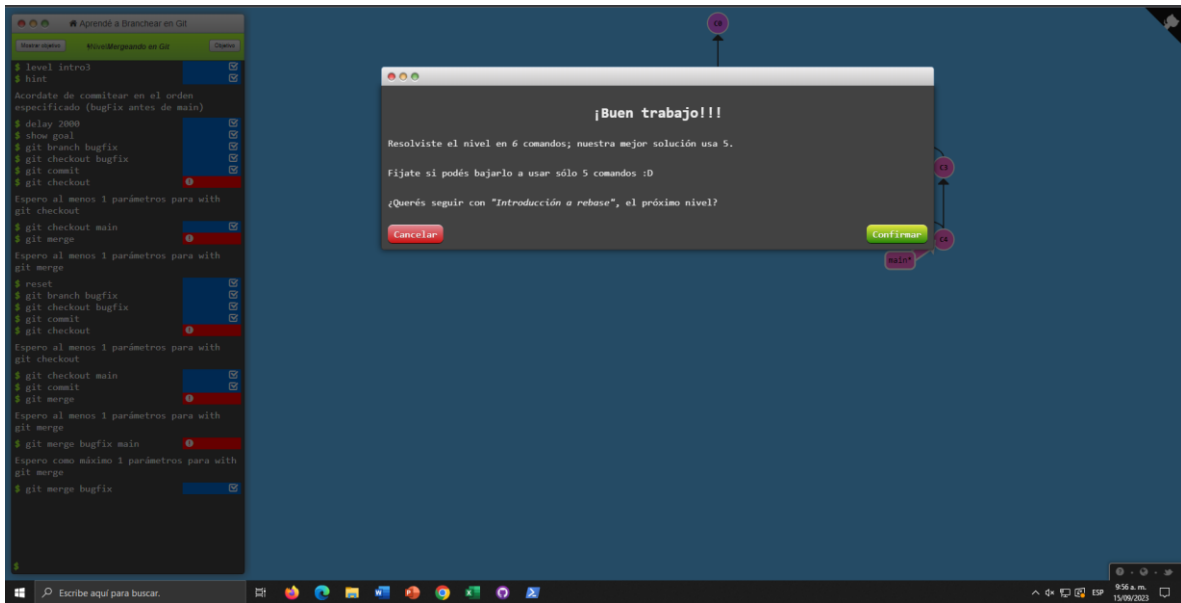 Aprendé a Branchear en Git
Mostrar objetivo
Nivel Mergeando en Git
Objetivo
$ level intro3
$ hint
Acordate de commitear en el orden
especificado (bugFix antes de main)
$ delay 2000
$ show goal
$ git branch bugfix
$ git checkout bugfix
$ git commit
$ git checkout
Espero al menos 1 parámetros para with
git checkout
$ git checkout main
$ git merge
Espero al menos 1 parámetros para with
git merge
$ reset
$ git branch bugfix
$ git checkout bugfix
$ git commit
$ git checkout
Espero al menos 1 parámetros para with
git checkout
$ git checkout main
$ git commit
$ git merge
Espero al menos 1 parámetros para with
git merge
$ git merge bugfix main
Espero como máximo 1 parámetros para with
git merge
$ git merge bugfix
$
C0
¡Buen trabajo!!!
Resolviste el nivel en 6 comandos; nuestra mejor solución usa 5.
Fijate si podés bajarlo a usar sólo 5 comandos :D
¿Querés seguir con "Introducción a rebase", el próximo nivel?
Cancelar
Confirmar
C3
C4
main*
Escribe aquí para buscar.
ESP
9:56 a. m.
15/09/2023